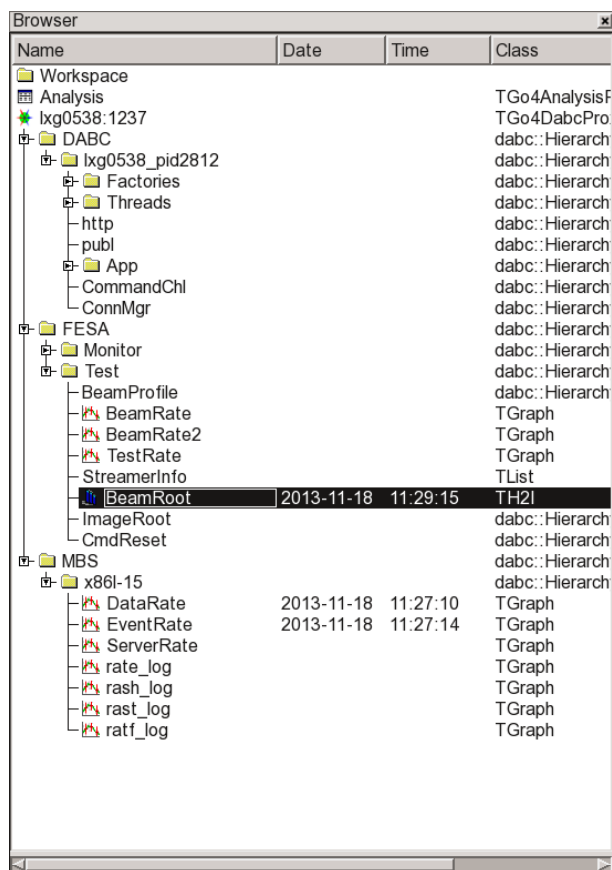 Browser
Name Date Time Class
Workspace
Analysis TGo4AnalysisP
lxg0538:1237 TGo4DabcPro
DABC dabc::Hierarch
lxg0538_pid2812 dabc::Hierarch
Factories dabc::Hierarch
Threads dabc::Hierarch
http dabc::Hierarch
publ dabc::Hierarch
App dabc::Hierarch
CommandChl dabc::Hierarch
ConnMgr dabc::Hierarch
FESA dabc::Hierarch
Monitor dabc::Hierarch
Test dabc::Hierarch
BeamProfile dabc::Hierarch
BeamRate TGraph
BeamRate2 TGraph
TestRate TGraph
StreamerInfo TList
BeamRoot 2013-11-18 11:29:15 TH2I
ImageRoot dabc::Hierarch
CmdReset dabc::Hierarch
MBS dabc::Hierarch
x86l-15 dabc::Hierarch
DataRate 2013-11-18 11:27:10 TGraph
EventRate 2013-11-18 11:27:14 TGraph
ServerRate TGraph
rate_log TGraph
rash_log TGraph
rast_log TGraph
ratf_log TGraph